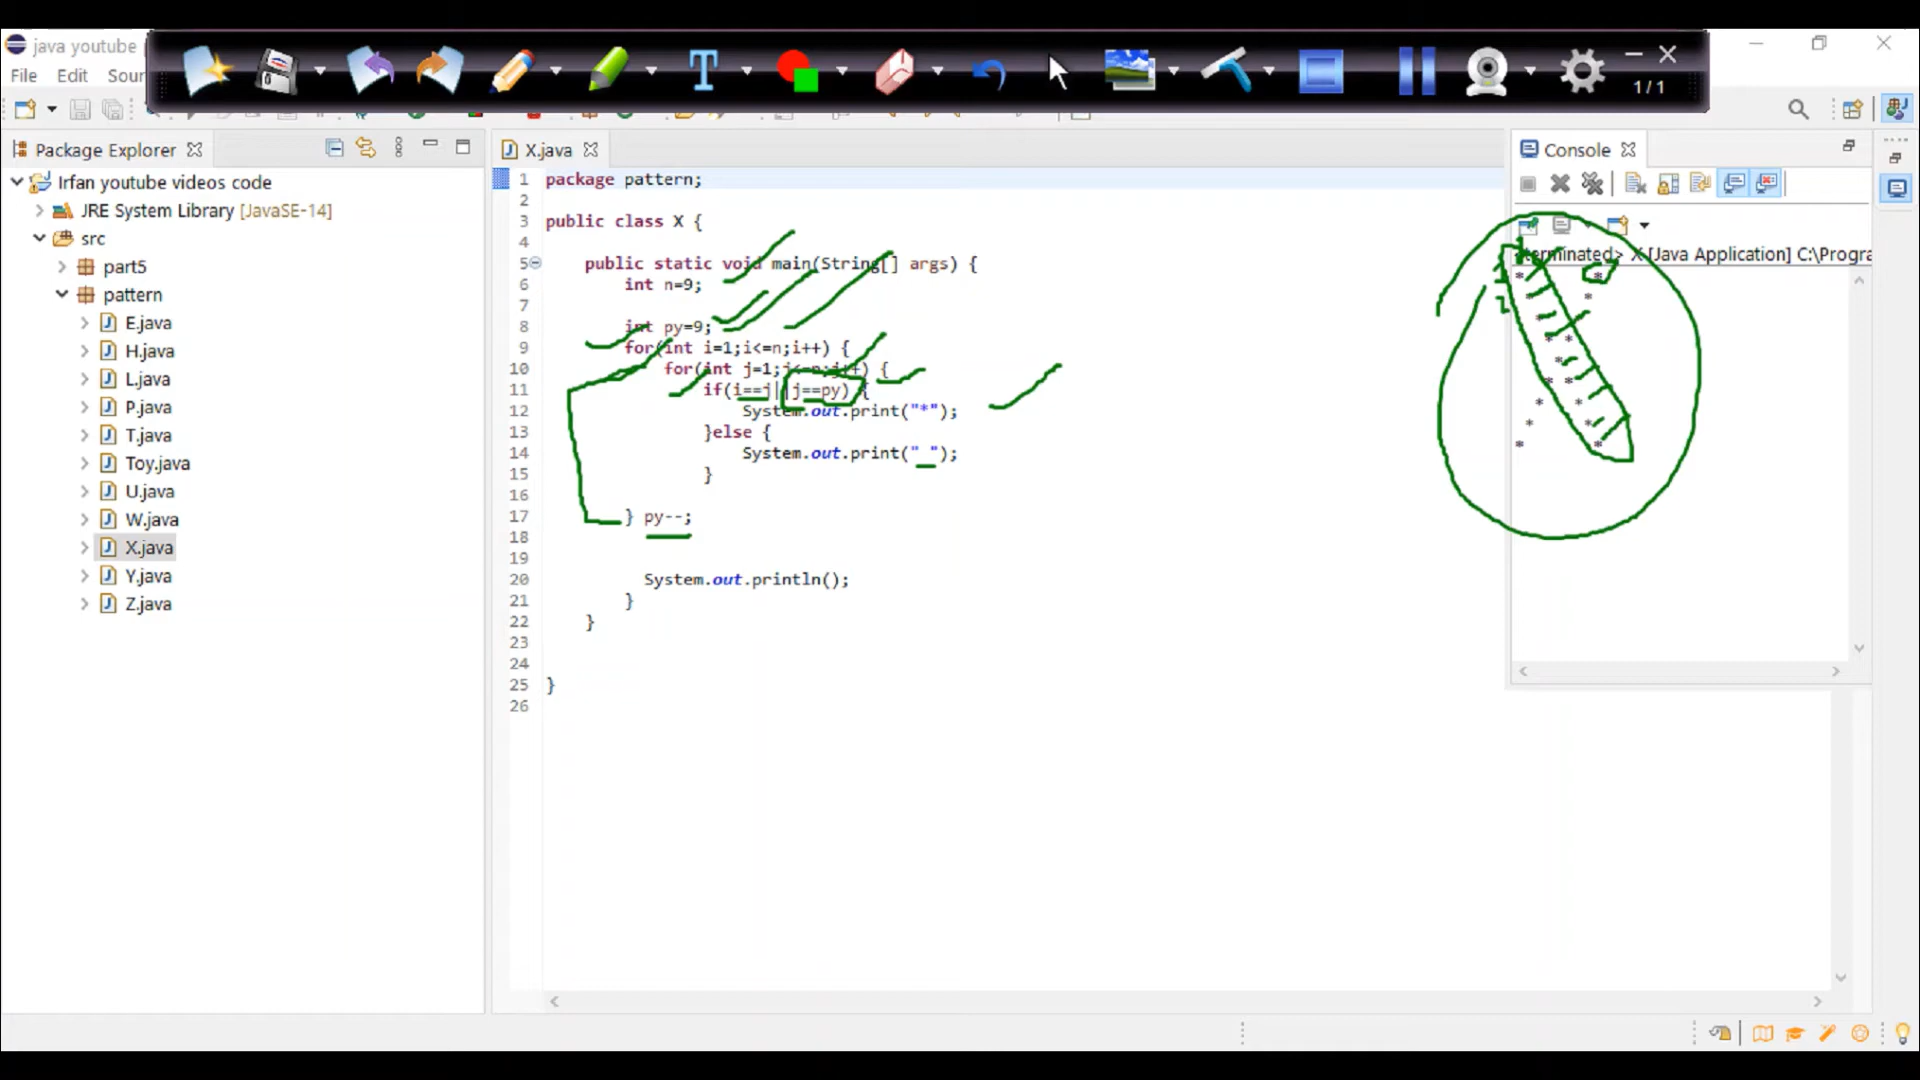 java youtube
File Edit Sour
T
1/1
Package Explorer
Irfan youtube videos code
JRE System Library [JavaSE-14]
src
part5
pattern
E.java
H.java
L.java
P.java
T.java
Toy.java
U.java
W.java
X.java
Y.java
Z.java
X.java
1 package pattern;
2
3 public class X {
4
5 public static void main(String[] args) {
6 int n=9;
7
8 int py=9;
9 for(int i=1;i<=n;i++) {
10 for(int j=1;j<=n;j++) {
11 if(i==j||j==py) {
12 System.out.print("*");
13 }else {
14 System.out.print(" ");
15 }
16
17 } py--;
18
19
20 System.out.println();
21 }
22 }
23
24
25 }
26
Console
<terminated> X [Java Application] C:\Progra
*       *
 *     *
  *   *
   * *
    *
   * *
  *   *
 *     *
*       *